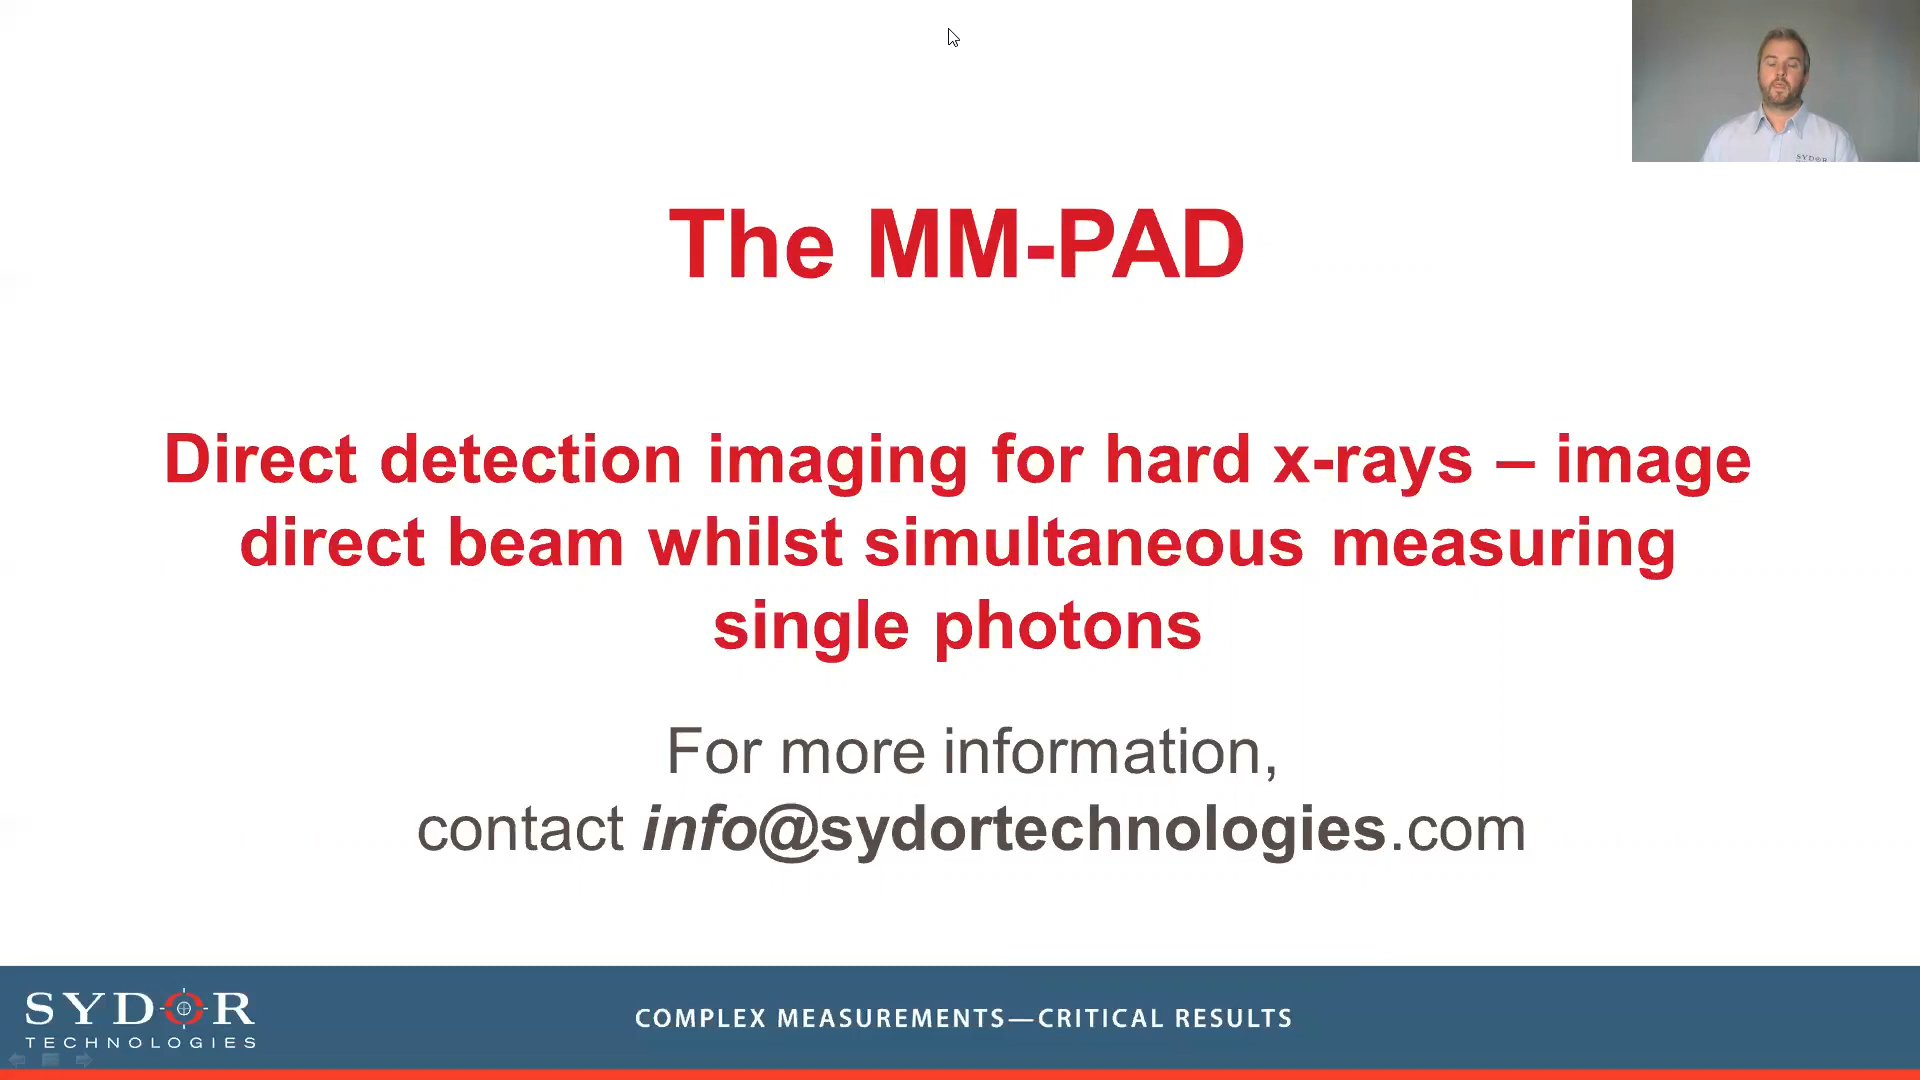 SYDOR
The MM-PAD
Direct detection imaging for hard x-rays – image
direct beam whilst simultaneous measuring
single photons
For more information,
contact info@sydortechnologies.com
SYDOR
TECHNOLOGIES
COMPLEX MEASUREMENTS—CRITICAL RESULTS